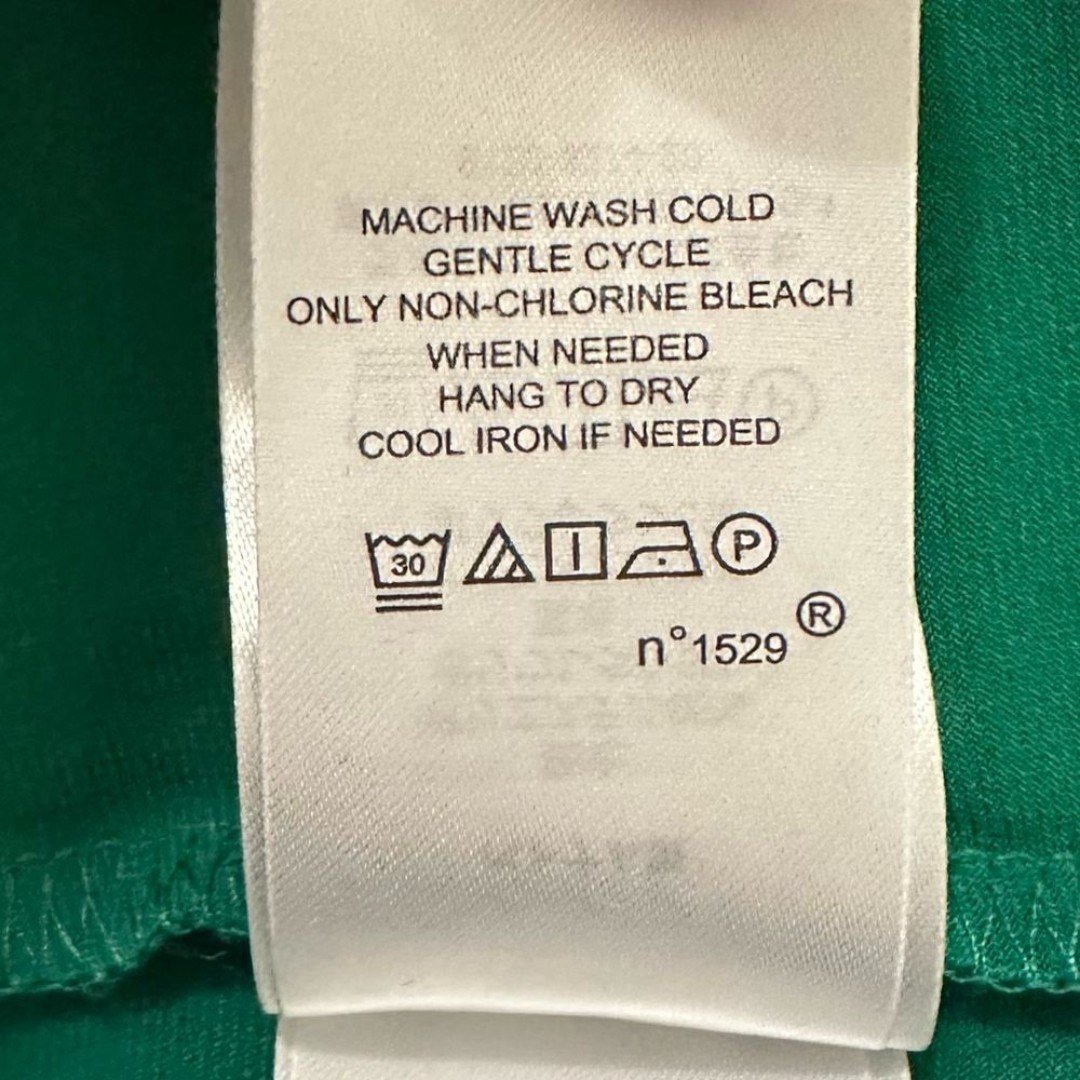 MACHINE WASH COLD
GENTLE CYCLE
ONLY NON-CHLORINE BLEACH
WHEN NEEDED
HANG TO DRY
COOL IRON IF NEEDED
30 P
n°1529®